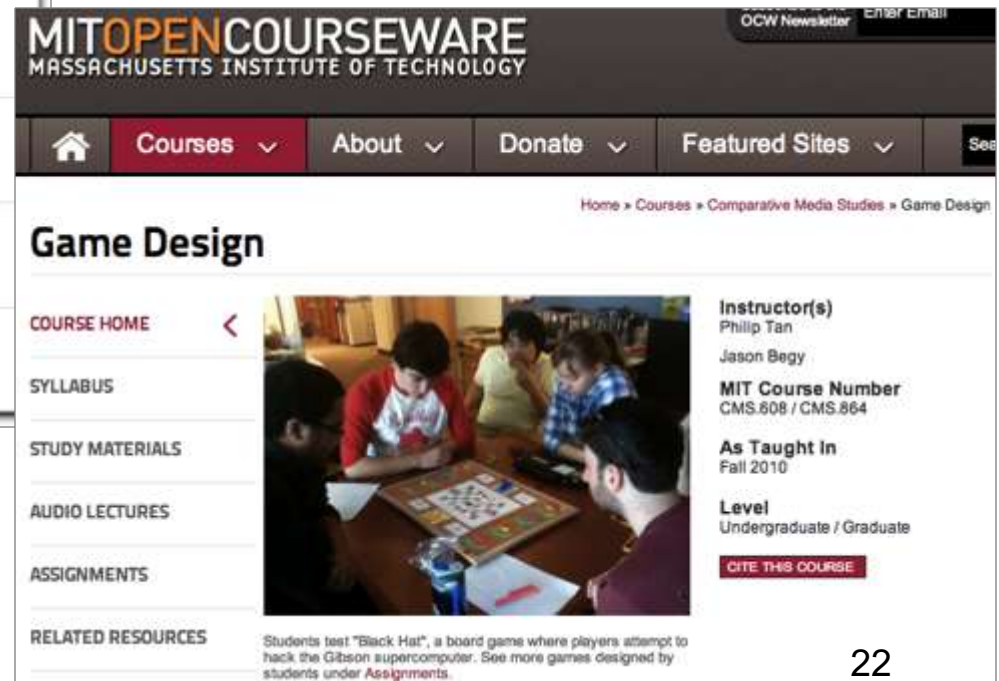 MITOPENCOURSEWARE
MASSACHUSETTS INSTITUTE OF TECHNOLOGY
OCW Newsletter Enter Email
Courses About Donate Featured Sites
Home » Courses » Comparative Media Studies » Game Design
Game Design
COURSE HOME
SYLLABUS
STUDY MATERIALS
AUDIO LECTURES
ASSIGNMENTS
RELATED RESOURCES
Students test "Black Hat", a board game where players attempt to
hack the Gibson supercomputer. See more games designed by
students under Assignments.
Instructor(s)
Philip Tan
Jason Begy
MIT Course Number
CMS.608 / CMS.864
As Taught In
Fall 2010
Level
Undergraduate / Graduate
CITE THIS COURSE
22